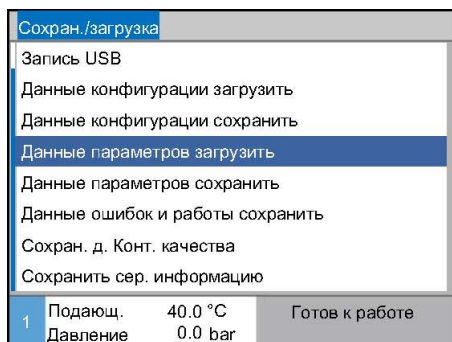 Сохран./загрузка
Запись USB
Данные конфигурации загрузить
Данные конфигурации сохранить
Данные параметров загрузить
Данные параметров сохранить
Данные ошибок и работы сохранить
Сохран. д. Конт. качества
Сохранить сер. информацию
1 Подающ. 40.0 °C Готов к работе
Давление 0.0 bar